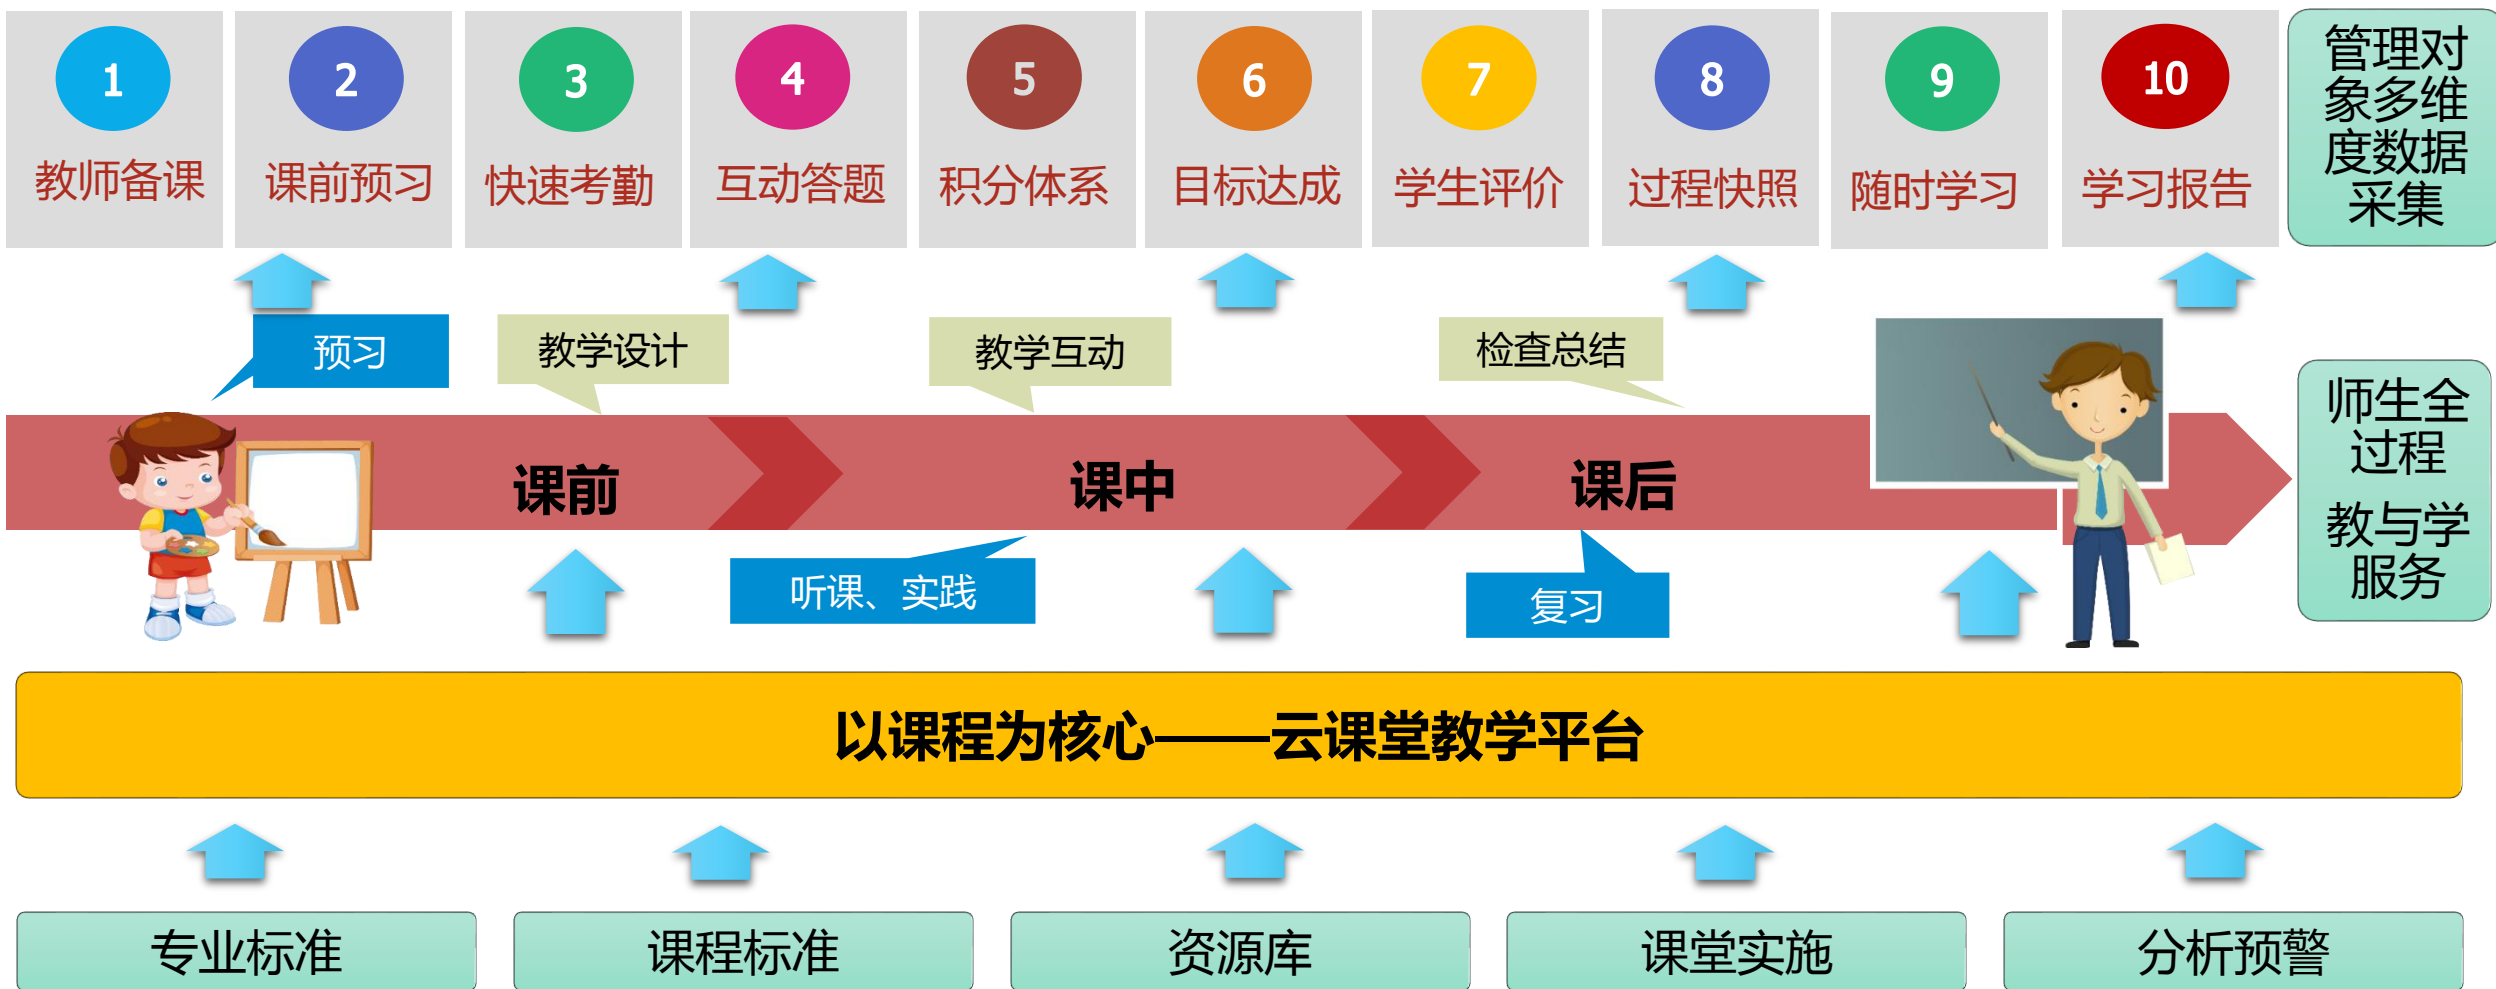 1
2
3
4
5
6
7
8
9
10
教师备课
课前预习
快速考勤
互动答题
积分体系
目标达成
学生评价
过程快照
随时学习
学习报告
管理对
象多维
度数据
采集
预习
教学设计
教学互动
检查总结
课前
课中
课后
师生全
过程
教与学
服务
听课、实践
复习
以课程为核心——云课堂教学平台
专业标准
课程标准
资源库
课堂实施
分析预警